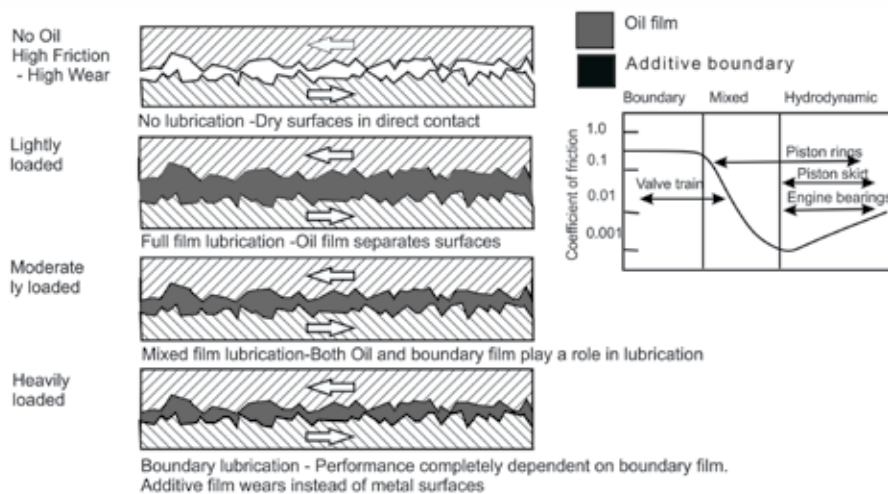 No Oil
High Friction
- High Wear
No lubrication -Dry surfaces in direct contact
Lightly
loaded
Full film lubrication -Oil film separates surfaces
Moderate
ly loaded
Mixed film lubrication-Both Oil and boundary film play a role in lubrication
Heavily
loaded
Boundary lubrication - Performance completely dependent on boundary film.
Additive film wears instead of metal surfaces
Oil film
Additive boundary
Boundary Mixed Hydrodynamic
Coefficient of friction
1.0
0.1
0.01
0.001
Piston rings
Piston skirt
Valve train
Engine bearings